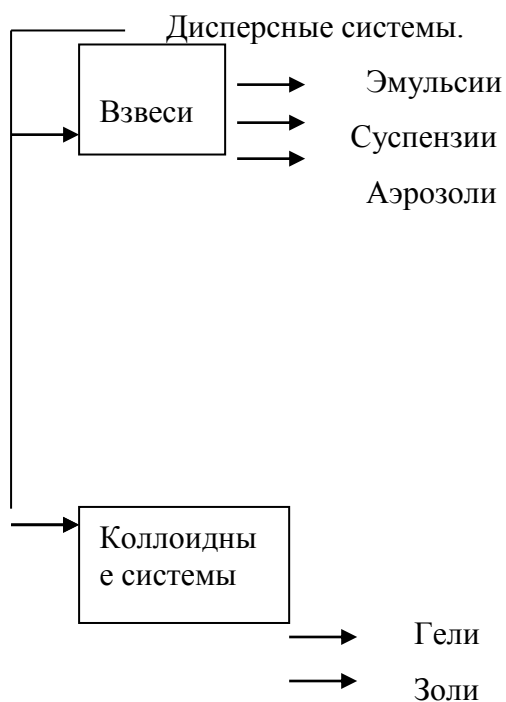 Дисперсные системы.
Взвеси
Эмульсии
Суспензии
Аэрозоли
Коллоидны
е системы
Гели
Золи